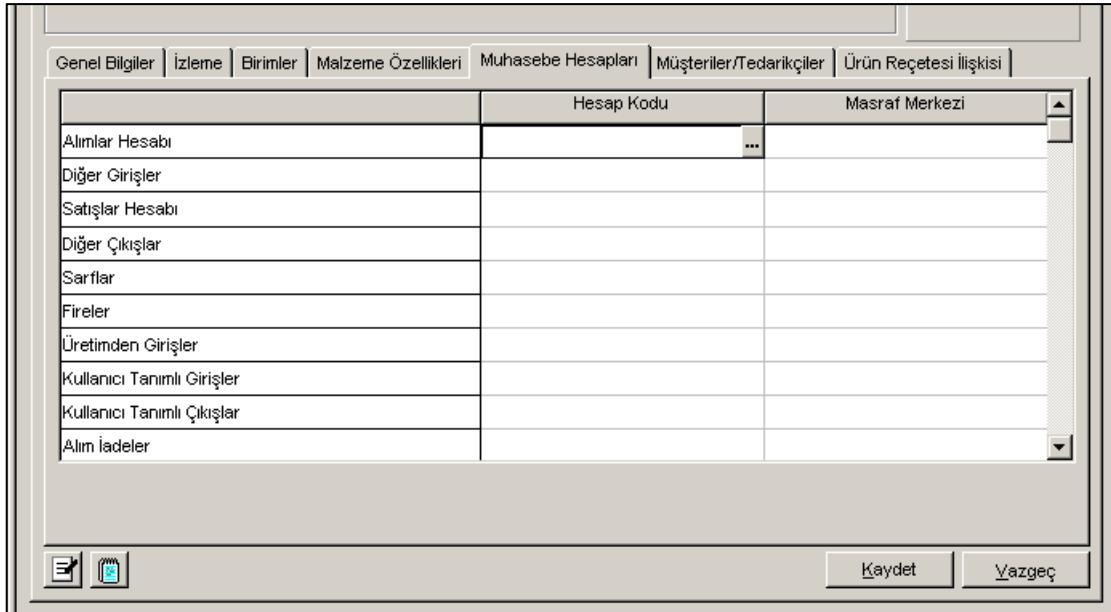 Genel Bilgiler İzleme Birimler Malzeme Özellikleri Muhasebe Hesapları Müşteriler/Tedarikçiler Ürün Reçetesi İlişkisi
Hesap Kodu Masraf Merkezi
Alımlar Hesabı ...
Diğer Girişler
Satışlar Hesabı
Diğer Çıkışlar
Sarflar
Fireler
Üretimden Girişler
Kullanıcı Tanımlı Girişler
Kullanıcı Tanımlı Çıkışlar
Alım İadeler
Kaydet Vazgeç